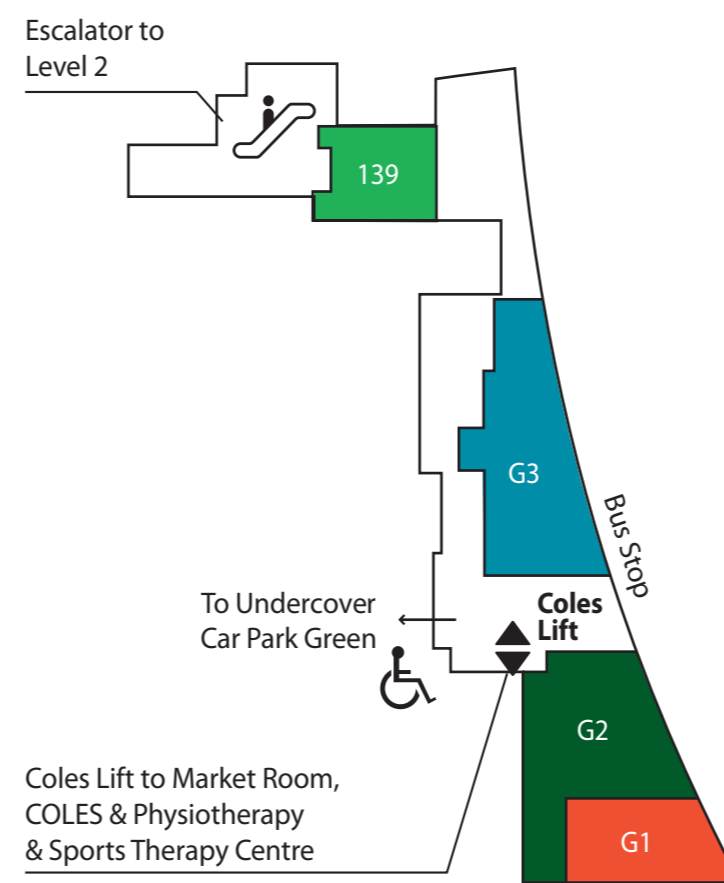 Escalator to
Level 2
139
G3
Bus Stop
To Undercover
Car Park Green
Coles
Lift
G2
Coles Lift to Market Room,
COLES & Physiotherapy
& Sports Therapy Centre
G1